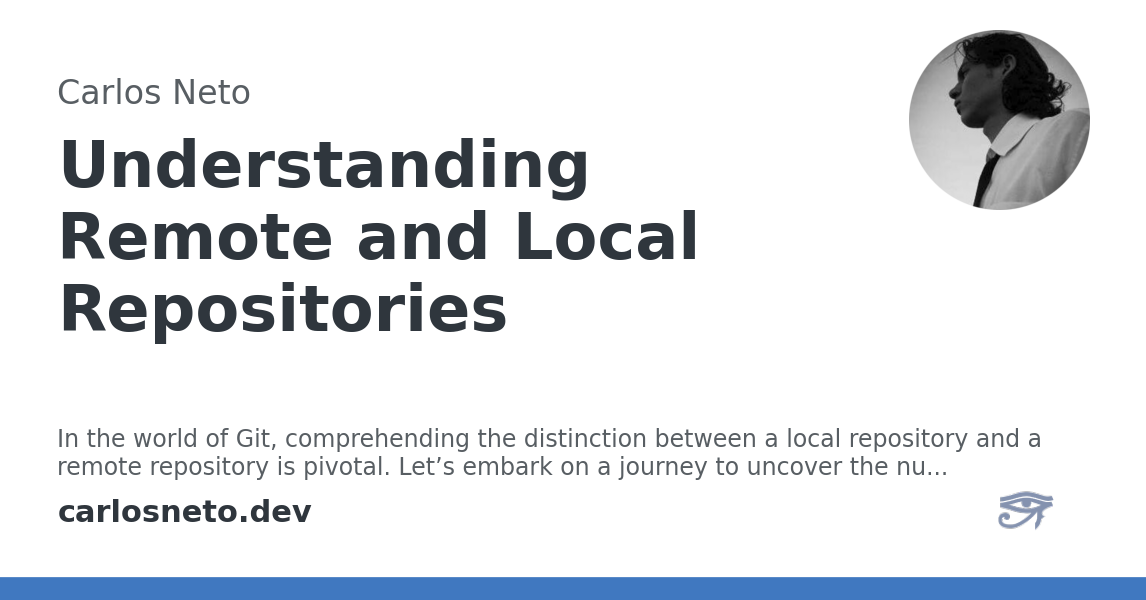 Carlos Neto
Understanding
Remote and Local
Repositories
In the world of Git, comprehending the distinction between a local repository and a
remote repository is pivotal. Let’s embark on a journey to uncover the nu...
carlosneto.dev